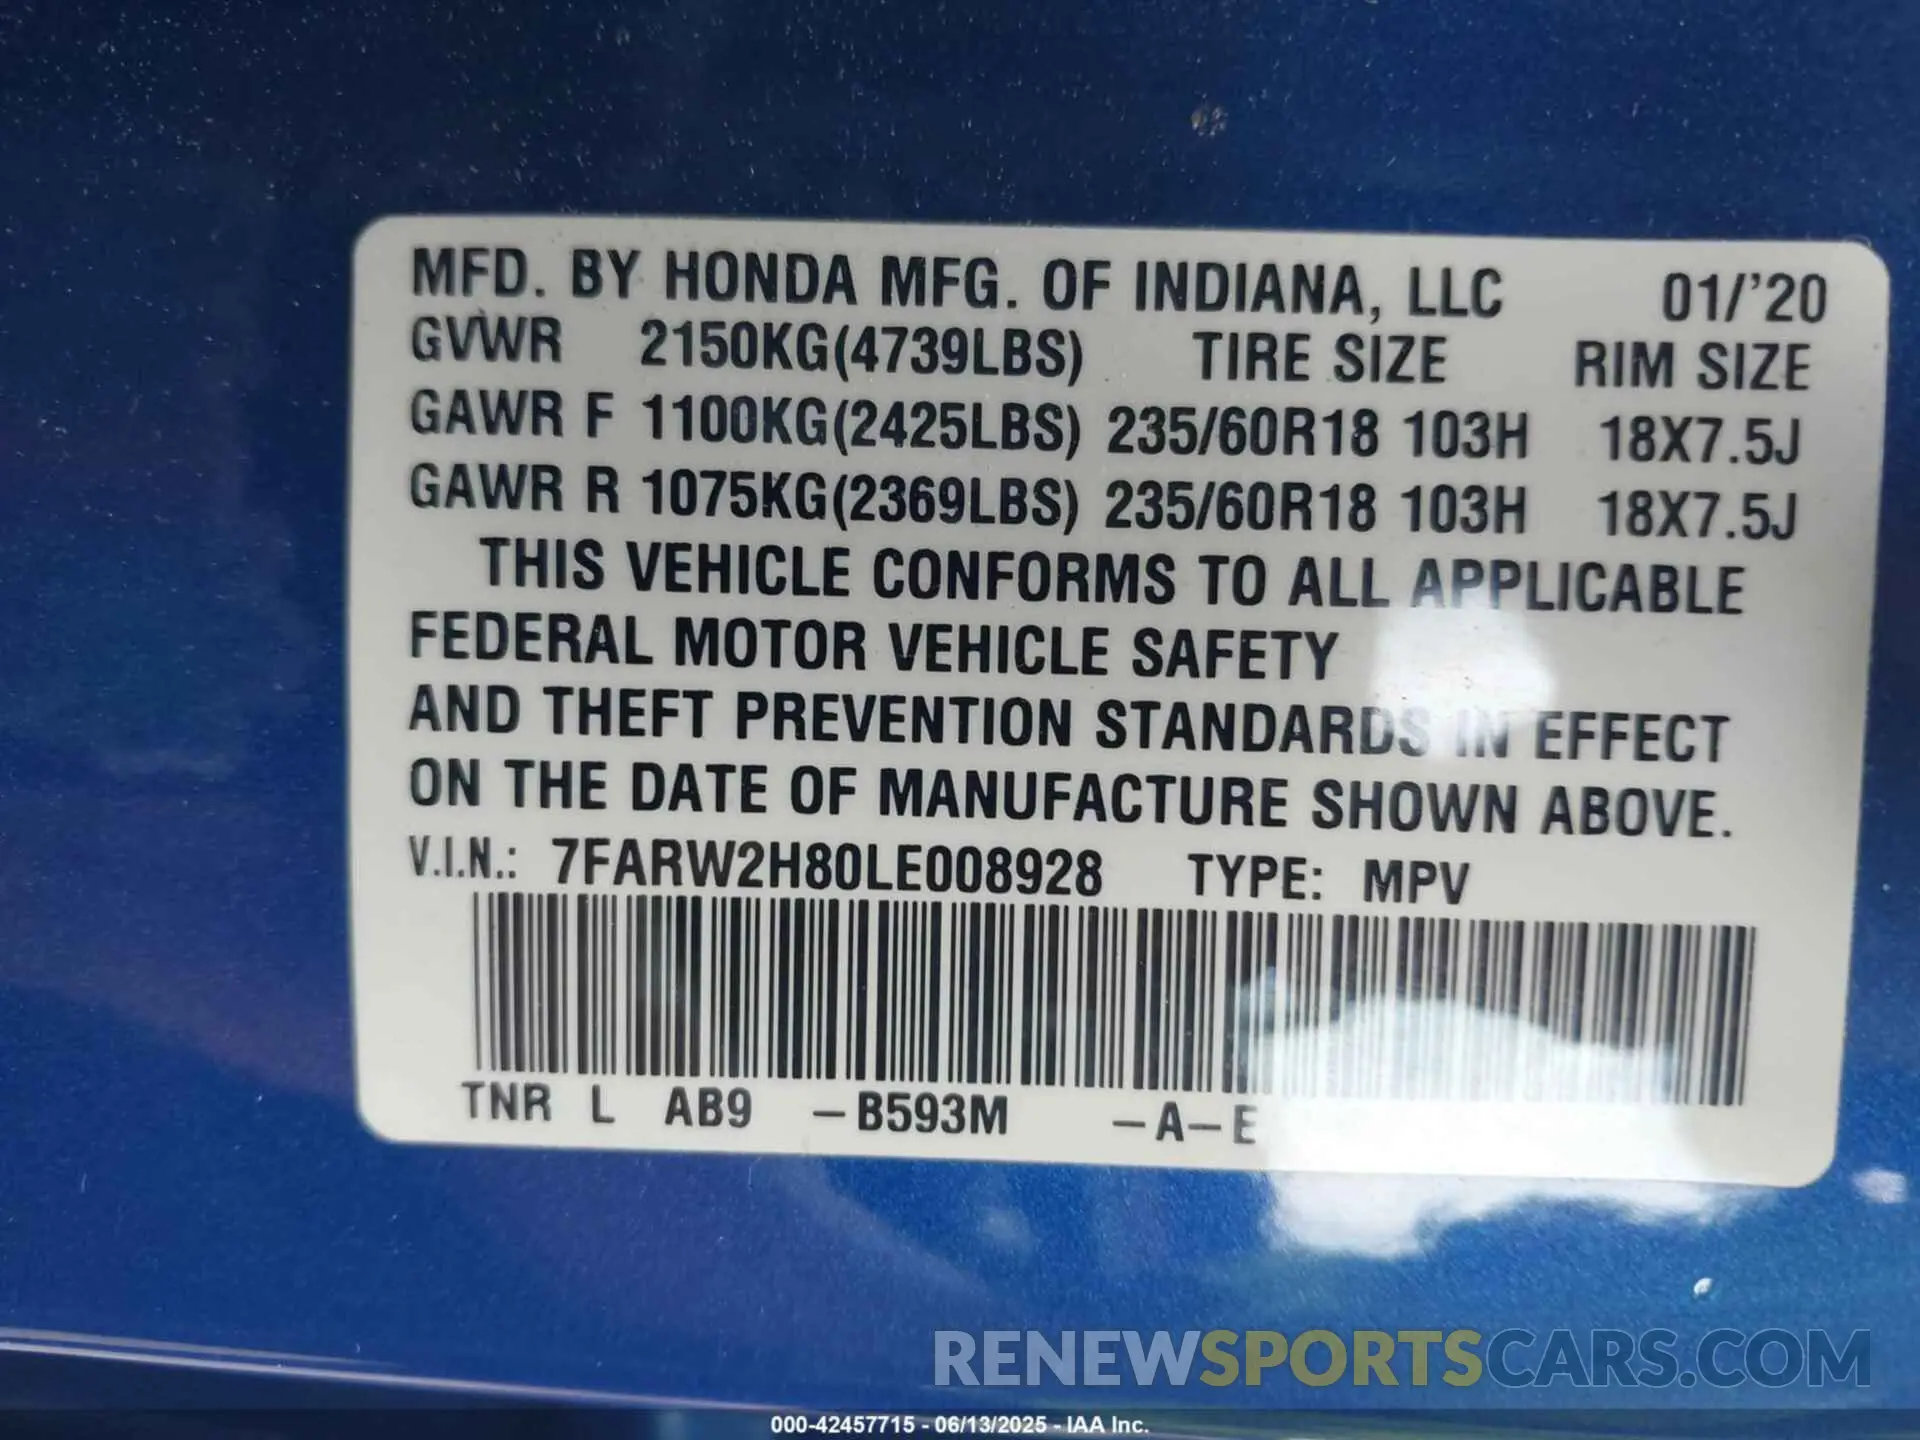 MFD. BY HONDA MFG. OF INDIANA, LLC 01/'20
GVWR 2150KG(4739LBS) TIRE SIZE RIM SIZE
GAWR F 1100KG(2425LBS) 235/60R18 103H 18X7.5J
GAWR R 1075KG(2369LBS) 235/60R18 103H 18X7.5J
THIS VEHICLE CONFORMS TO ALL APPLICABLE
FEDERAL MOTOR VEHICLE SAFETY
AND THEFT PREVENTION STANDARDS IN EFFECT
ON THE DATE OF MANUFACTURE SHOWN ABOVE.
V.I.N.: 7FARW2H80LE008928 TYPE: MPV
TNR L AB9 –B593M –A–E
RENEWSPORTSCARS.COM
000-42457715 - 06/13/2025 - IAA Inc.